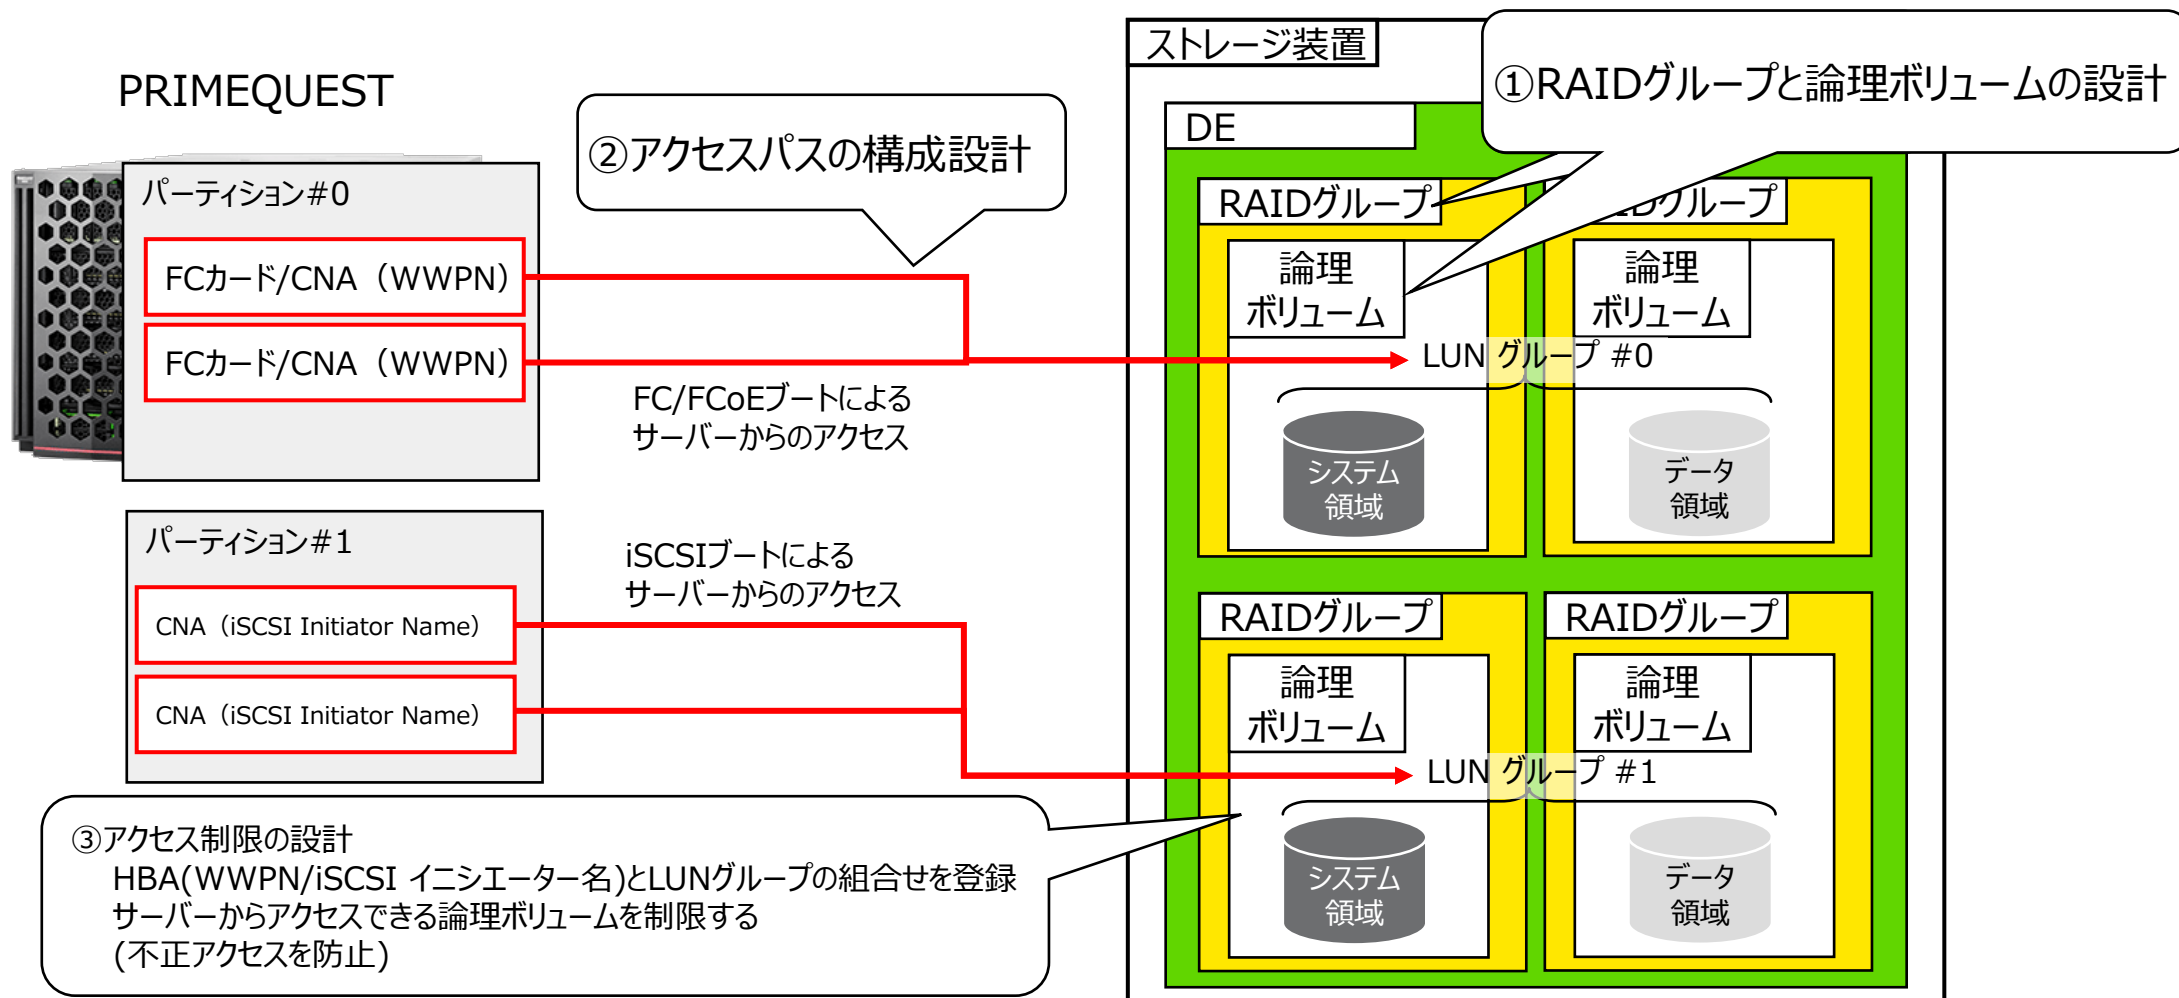 PRIMEQUEST
パーティション#0
FCカード/CNA（WWPN）
FCカード/CNA（WWPN）
②アクセスパスの構成設計
FC/FCoEブートによる
サーバーからのアクセス
パーティション#1
CNA（iSCSI Initiator Name）
CNA（iSCSI Initiator Name）
iSCSIブートによる
サーバーからのアクセス
③アクセス制限の設計
HBA(WWPN/iSCSI イニシエーター名)とLUNグループの組合せを登録
サーバーからアクセスできる論理ボリュームを制限する
(不正アクセスを防止)
ストレージ装置
①RAIDグループと論理ボリュームの設計
DE
RAIDグループ
論理
ボリューム
IDグループ
論理
ボリューム
LUN グループ #0
システム
領域
データ
領域
RAIDグループ
論理
ボリューム
RAIDグループ
論理
ボリューム
LUN グループ #1
システム
領域
データ
領域